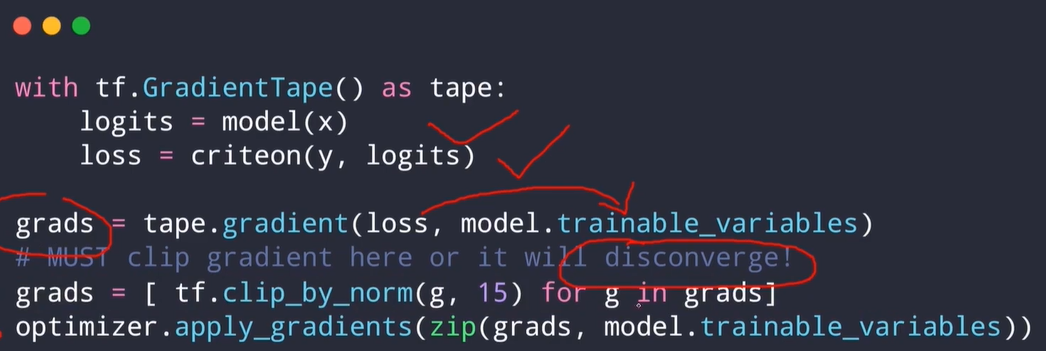 with tf.GradientTape() as tape:
logits = model(x)
loss = criteon(y, logits)
grads = tape.gradient(loss, model.trainable_variables)
# MUST clip gradient here or it will disconverge!
grads = [ tf.clip_by_norm(g, 15) for g in grads]
optimizer.apply_gradients(zip(grads, model.trainable_variables))